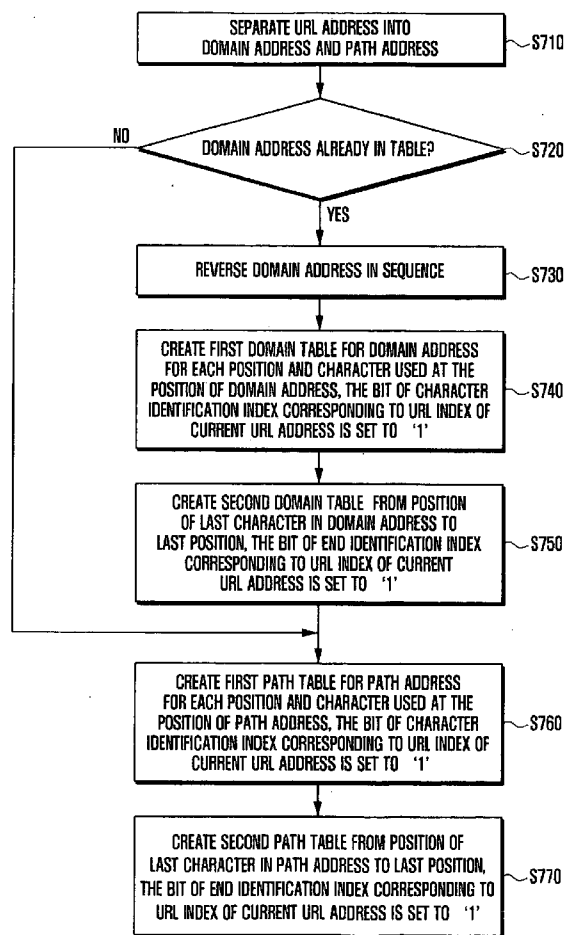 SEPARATE URL ADDRESS INTO
DOMAIN ADDRESS AND PATH ADDRESS
S710
NO
DOMAIN ADDRESS ALREADY IN TABLE?
S720
YES
REVERSE DOMAIN ADDRESS IN SEQUENCE
S730
CREATE FIRST DOMAIN TABLE FOR DOMAIN ADDRESS
FOR EACH POSITION AND CHARACTER USED AT THE
POSITION OF DOMAIN ADDRESS, THE BIT OF CHARACTER
IDENTIFICATION INDEX CORRESPONDING TO URL INDEX OF
CURRENT URL ADDRESS IS SET TO '1'
S740
CREATE SECOND DOMAIN TABLE FROM POSITION
OF LAST CHARACTER IN DOMAIN ADDRESS TO
LAST POSITION, THE BIT OF END IDENTIFICATION INDEX
CORRESPONDING TO URL INDEX OF CURRENT
URL ADDRESS IS SET TO '1'
S750
CREATE FIRST PATH TABLE FOR PATH ADDRESS
FOR EACH POSITION AND CHARACTER USED AT THE
POSITION OF PATH ADDRESS, THE BIT OF CHARACTER
IDENTIFICATION INDEX CORRESPONDING TO URL INDEX OF
CURRENT URL ADDRESS IS SET TO '1'
S760
CREATE SECOND PATH TABLE FROM POSITION OF
LAST CHARACTER IN PATH ADDRESS TO LAST POSITION,
THE BIT OF END IDENTIFICATION INDEX CORRESPONDING TO
URL INDEX OF CURRENT URL ADDRESS IS SET TO '1'
S770